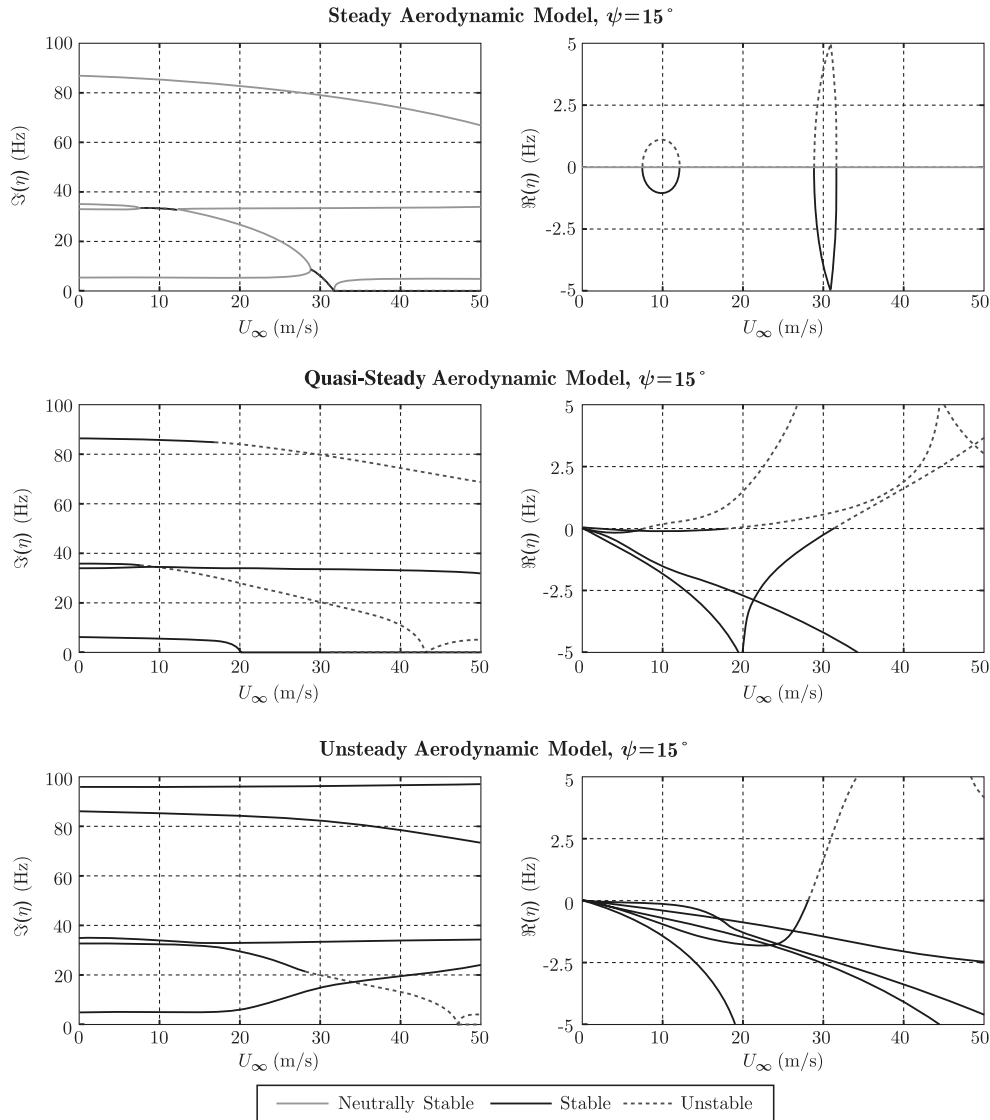 Steady Aerodynamic Model, ψ=15°
100
80
60
40
20
0
ℑ(η) (Hz)
0 10 20 30 40 50
U∞ (m/s)
5
2.5
0
-2.5
-5
ℜ(η) (Hz)
0 10 20 30 40 50
U∞ (m/s)
Quasi-Steady Aerodynamic Model, ψ=15°
100
80
60
40
20
0
ℑ(η) (Hz)
0 10 20 30 40 50
U∞ (m/s)
5
2.5
0
-2.5
-5
ℜ(η) (Hz)
0 10 20 30 40 50
U∞ (m/s)
Unsteady Aerodynamic Model, ψ=15°
100
80
60
40
20
0
ℑ(η) (Hz)
0 10 20 30 40 50
U∞ (m/s)
5
2.5
0
-2.5
-5
ℜ(η) (Hz)
0 10 20 30 40 50
U∞ (m/s)
Neutrally Stable Stable Unstable